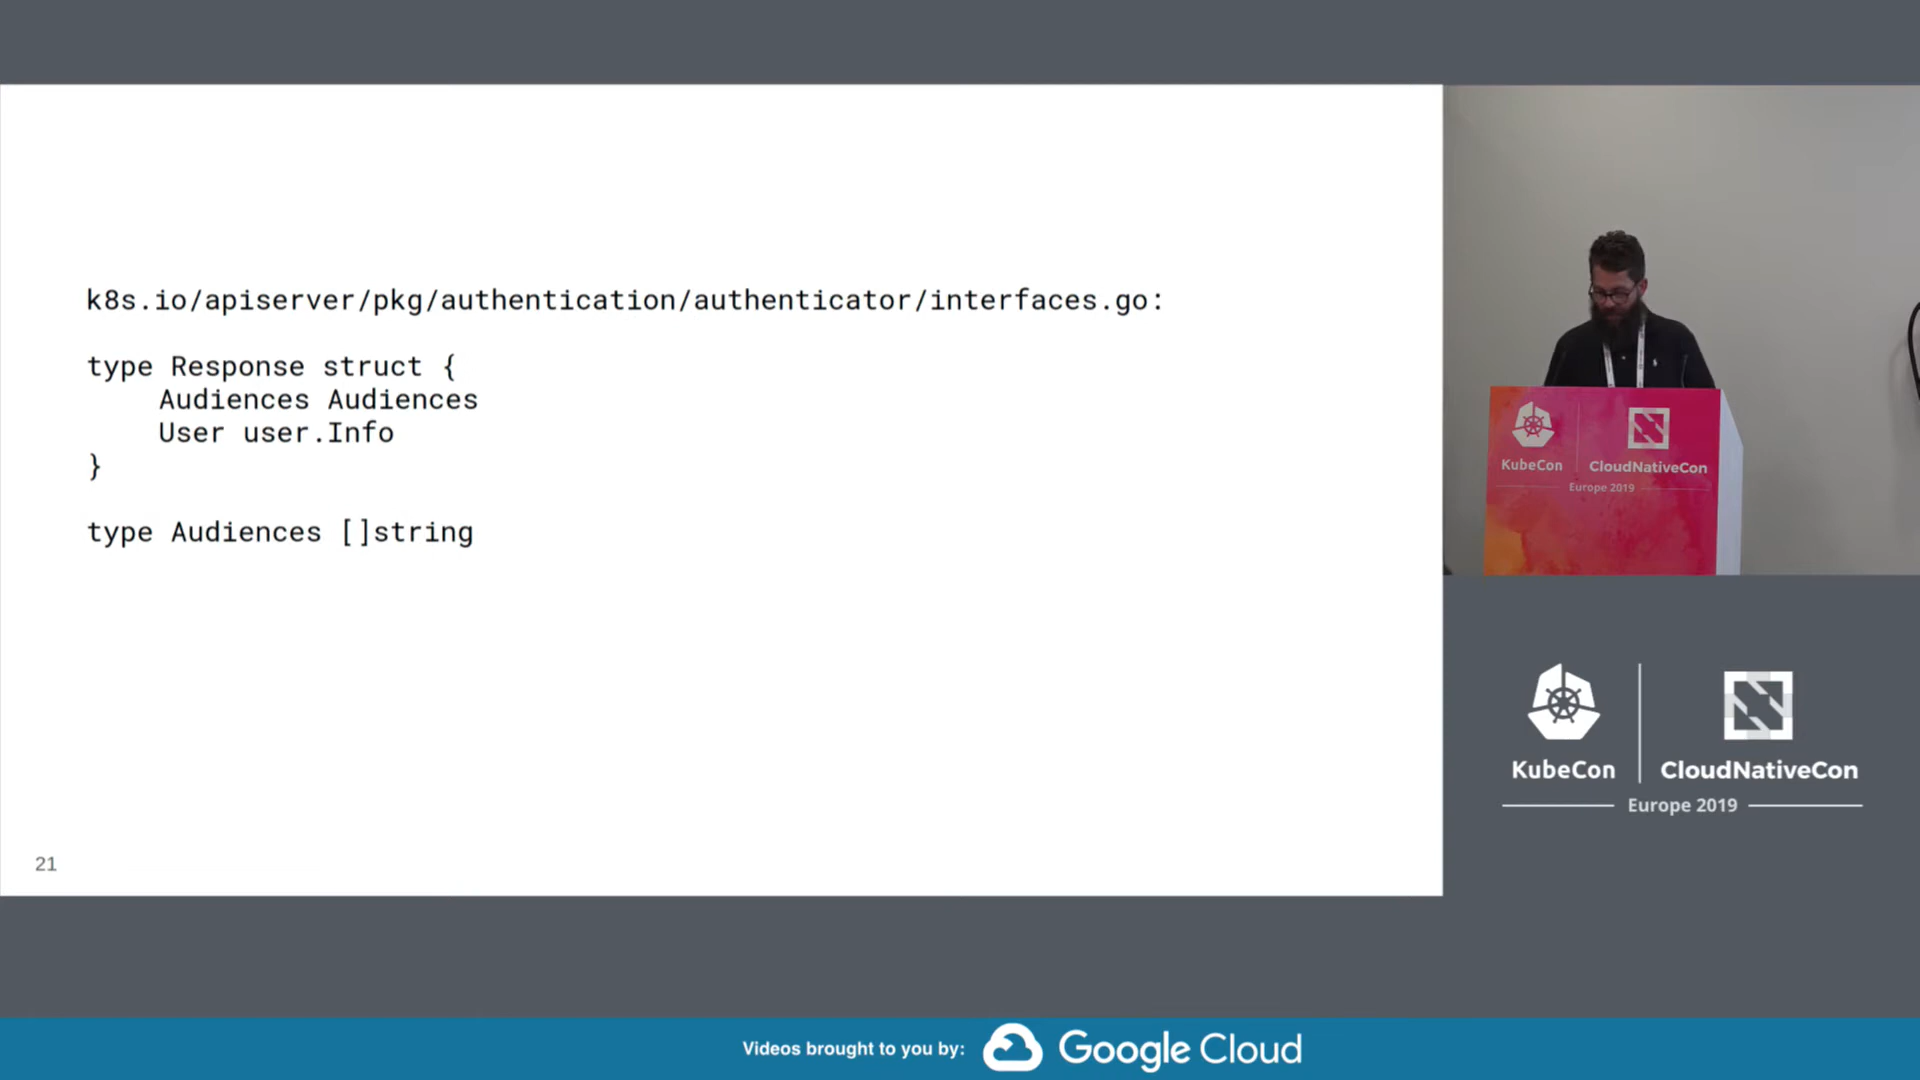 k8s.io/apiserver/pkg/authentication/authenticator/interfaces.go:
type Response struct {
Audiences Audiences
User user.Info
}
type Audiences []string
21
KubeCon
CloudNativeCon
Europe 2019
KubeCon
CloudNativeCon
Europe 2019
Videos brought to you by:
Google Cloud